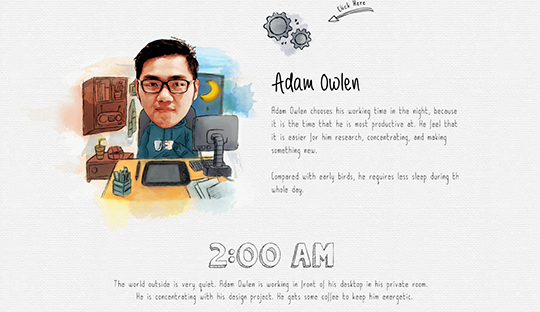 Click Here
Adam Owlen
Adam Owlen chooses his working time in the night, because
it is the time that he is most productive at. He feel that
it is easier for him research, concentrating, and making
something new.
Compared with early birds, he requires less sleep during th
whole day.
2:00 AM
The world outside is very quiet. Adam Owlen is working in front of his desktop in his private room.
He is concentrating with his design project. He gets some coffee to keep him energetic.